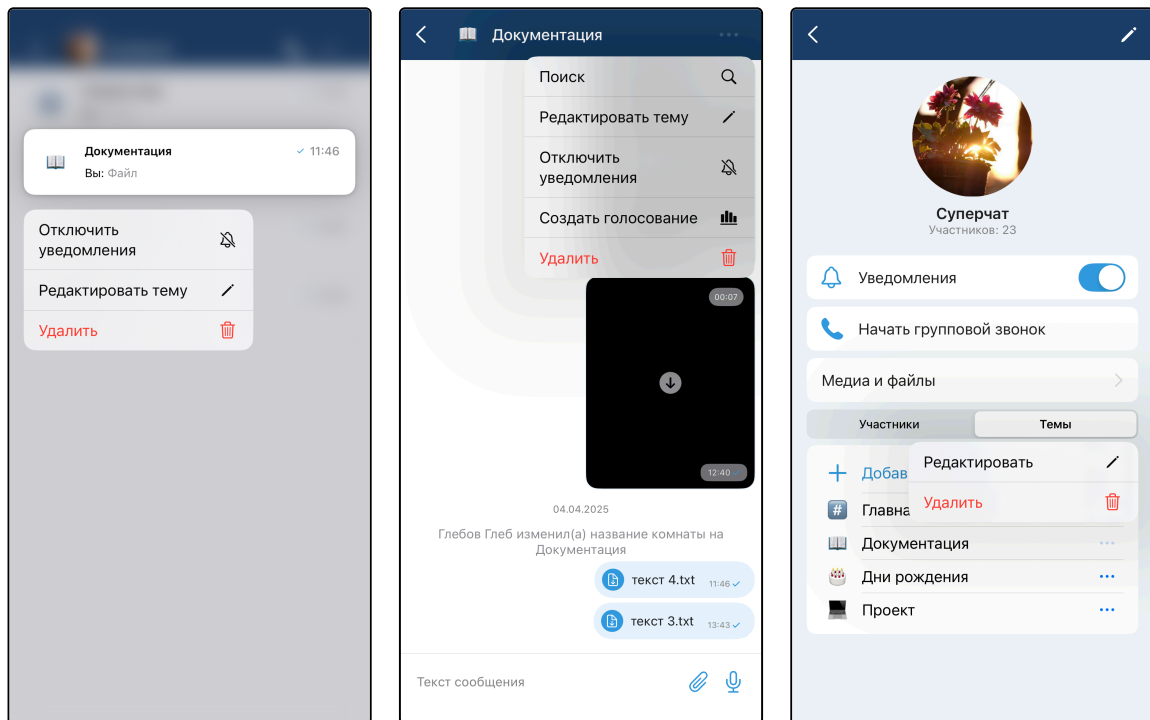 Документация
11:46
Вы: Файл
Отключить
уведомления
Редактировать тему
Удалить
Документация
Поиск
Редактировать тему
Отключить
уведомления
Создать голосование
Удалить
00:07
12:40
04.04.2025
Глебов Глеб изменил(а) название комнаты на
Документация
текст 4.txt 11:46
текст 3.txt 13:43
Текст сообщения
Суперчат
Участников: 23
Уведомления
Начать групповой звонок
Медиа и файлы
Участники
Темы
Редактировать
Добав
Удалить
# Главна
Документация
Дни рождения
Проект